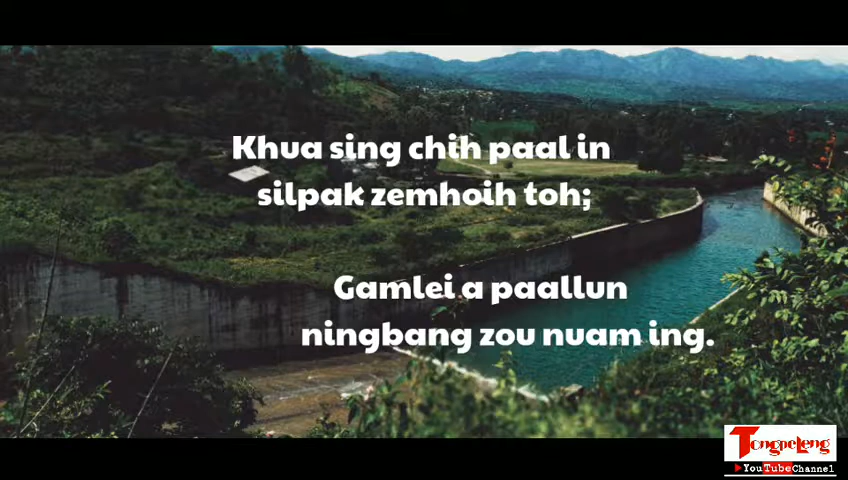 Khua sing chih paal in
silpak zemhoih toh;
Gamlei a paallun
ningbang zou nuam ing.
Tongpeleng
YouTubeChannel